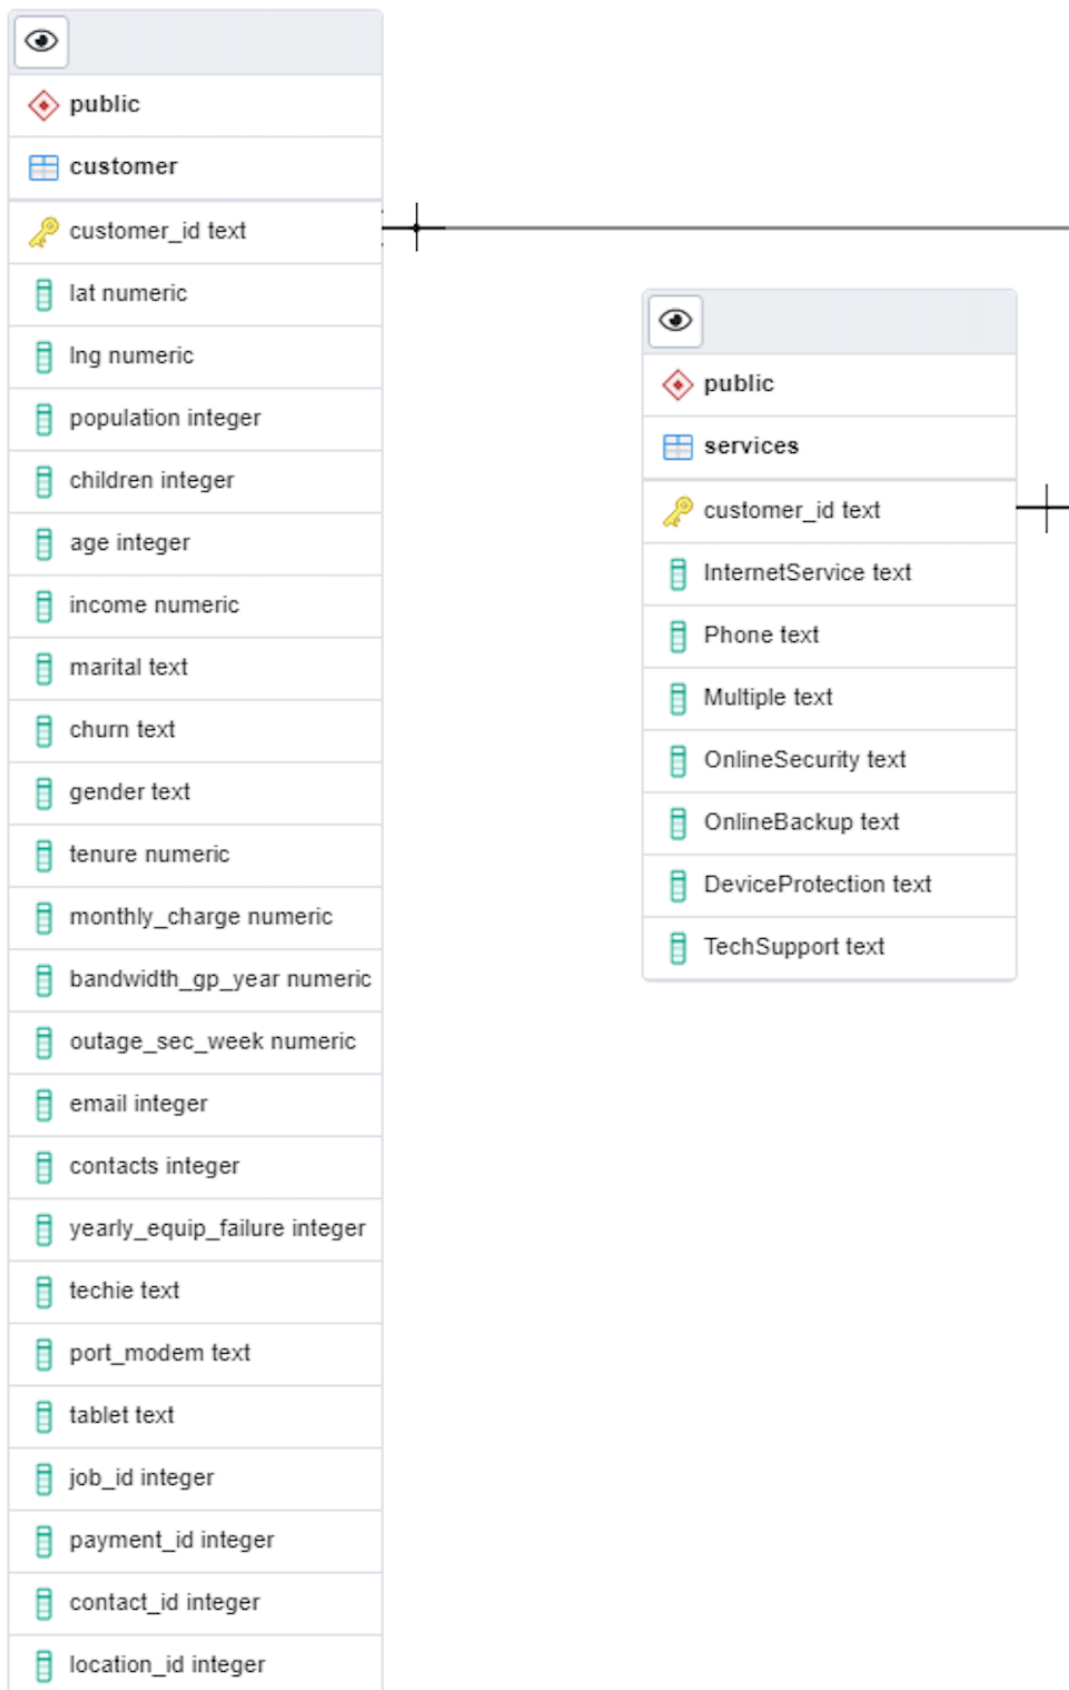 public
customer
customer_id text
lat numeric
lng numeric
population integer
children integer
age integer
income numeric
marital text
churn text
gender text
tenure numeric
monthly_charge numeric
bandwidth_gp_year numeric
outage_sec_week numeric
email integer
contacts integer
yearly_equip_failure integer
techie text
port_modem text
tablet text
job_id integer
payment_id integer
contact_id integer
location_id integer
public
services
customer_id text
InternetService text
Phone text
Multiple text
OnlineSecurity text
OnlineBackup text
DeviceProtection text
TechSupport text